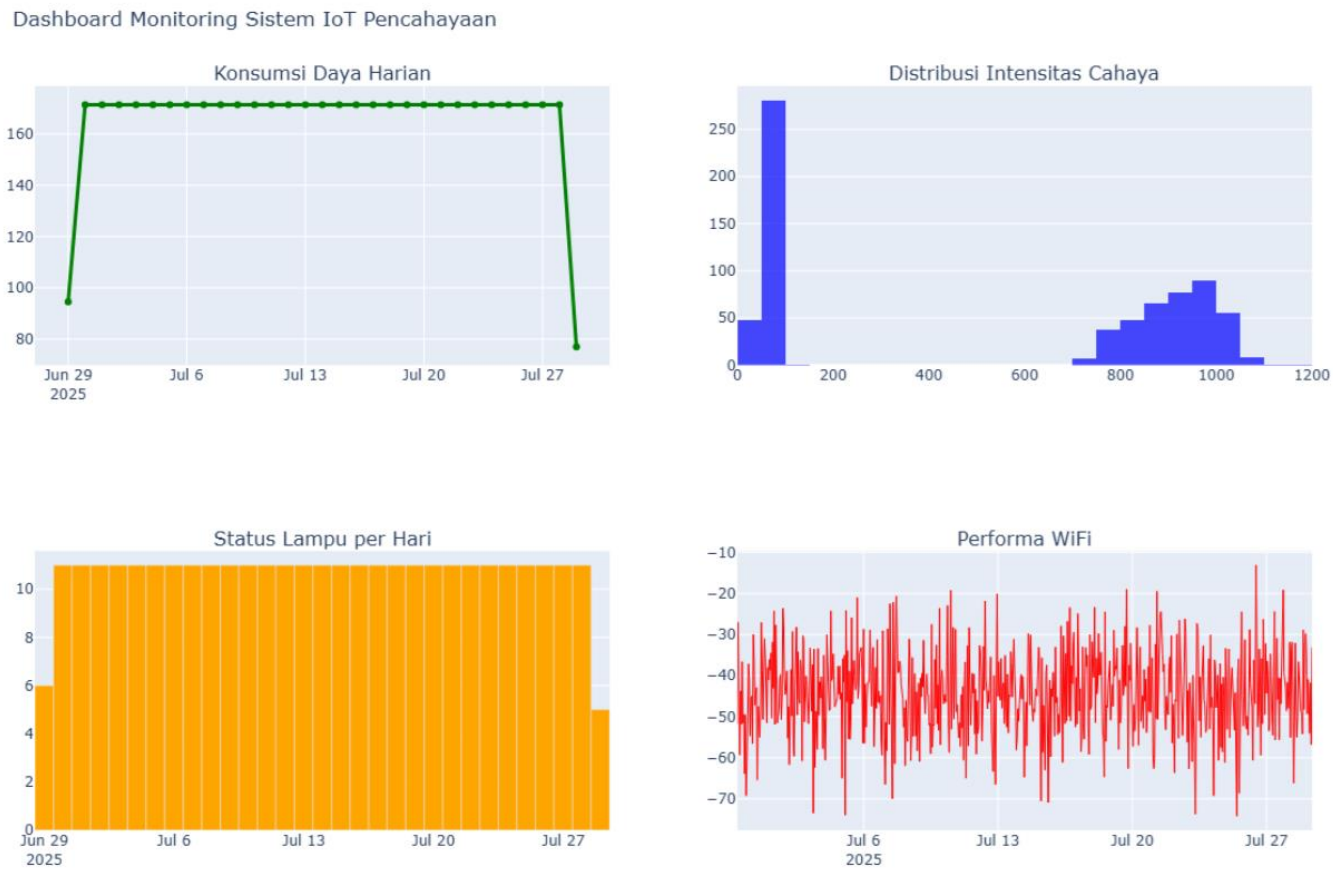 Dashboard Monitoring Sistem IoT Pencahayaan
Konsumsi Daya Harian
160
140
120
100
80
Jun 29
2025
Jul 6
Jul 13
Jul 20
Jul 27
Distribusi Intensitas Cahaya
250
200
150
100
50
0
0
200
400
600
800
1000
1200
Status Lampu per Hari
10
8
6
4
2
0
Jun 29
2025
Jul 6
Jul 13
Jul 20
Jul 27
Performa WiFi
−10
−20
−30
−40
−50
−60
−70
Jul 6
2025
Jul 13
Jul 20
Jul 27